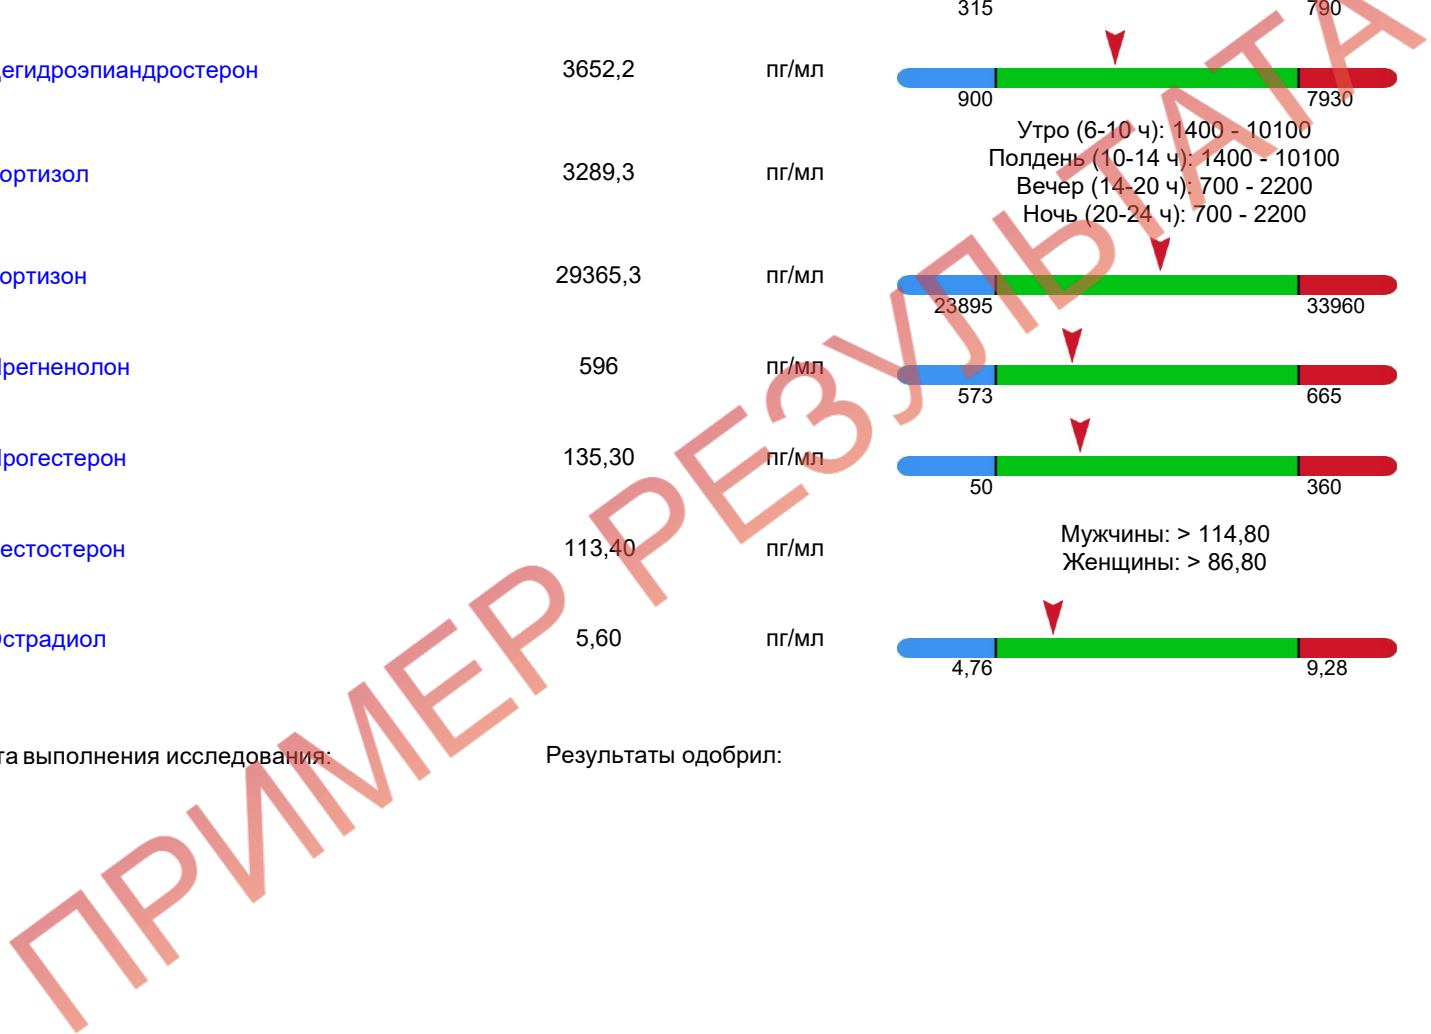 315 790
егидроэпиандростерон 3652,2 пг/мл
900 7930
ортизол 3289,3 пг/мл
Утро (6-10 ч): 1400 - 10100
Полдень (10-14 ч): 1400 - 10100
Вечер (14-20 ч): 700 - 2200
Ночь (20-24 ч): 700 - 2200
ортизон 29365,3 пг/мл
23895 33960
регненолон 596 пг/мл
573 665
рогестерон 135,30 пг/мл
50 360
естостерон 113,40 пг/мл
Мужчины: > 114,80
Женщины: > 86,80
страдиол 5,60 пг/мл
4,76 9,28
та выполнения исследования: Результаты одобрил:
ПРИМЕР РЕЗУЛЬТАТА